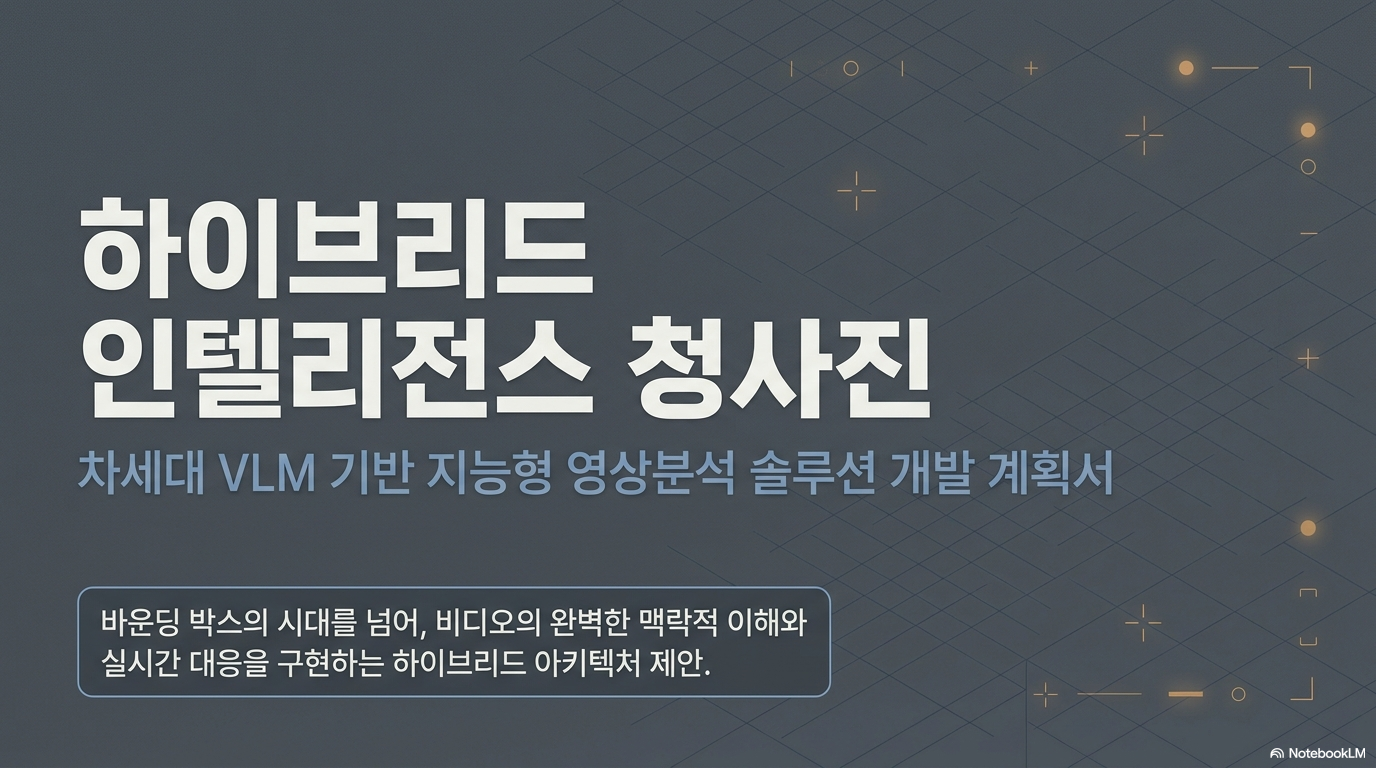 하이브리드
인텔리전스 청사진
차세대 VLM 기반 지능형 영상분석 솔루션 개발 계획서
바운딩 박스의 시대를 넘어, 비디오의 완벽한 맥락적 이해와
실시간 대응을 구현하는 하이브리드 아키텍처 제안.
NotebookLM